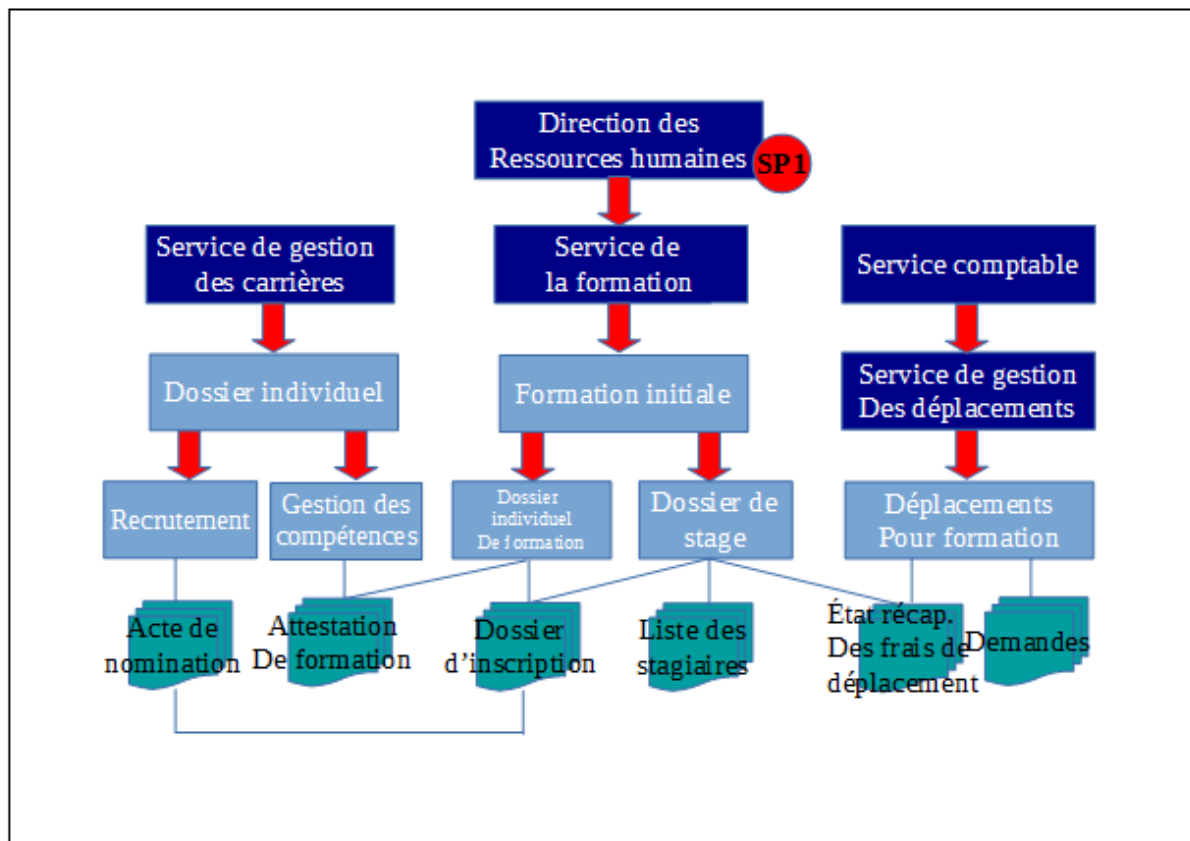 Direction des
Ressources humaines
SP1
Service de gestion
des carrières
Service de
la formation
Service comptable
Dossier individuel
Formation initiale
Service de gestion
Des déplacements
Recrutement
Gestion des
compétences
Dossier
individuel
De formation
Dossier de
stage
Déplacements
Pour formation
Acte de
nomination
Attestation
De formation
Dossier
d’inscription
Liste des
stagiaires
État récap.
Des frais de
déplacement
Demandes